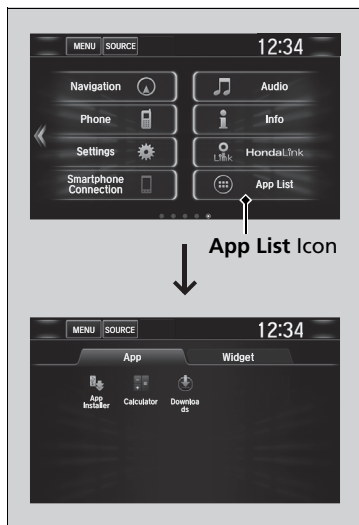 MENU SOURCE 12:34
Navigation Audio
Phone Info
Settings Link HondaLink
Smartphone
Connection App List
App List Icon
MENU SOURCE 12:34
App Widget
App
Installer Calculator Downloa
ds